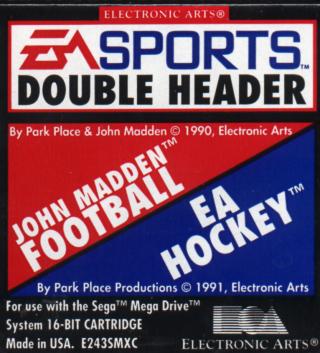 ELECTRONIC ARTS®
EA SPORTS™
DOUBLE HEADER
By Park Place & John Madden © 1990, Electronic Arts
JOHN MADDEN™
FOOTBALL
EA
HOCKEY™
By Park Place Productions © 1991, Electronic Arts
For use with the Sega™ Mega Drive™
System 16-BIT CARTRIDGE
Made in USA. E243SMXC
EA
ELECTRONIC ARTS®